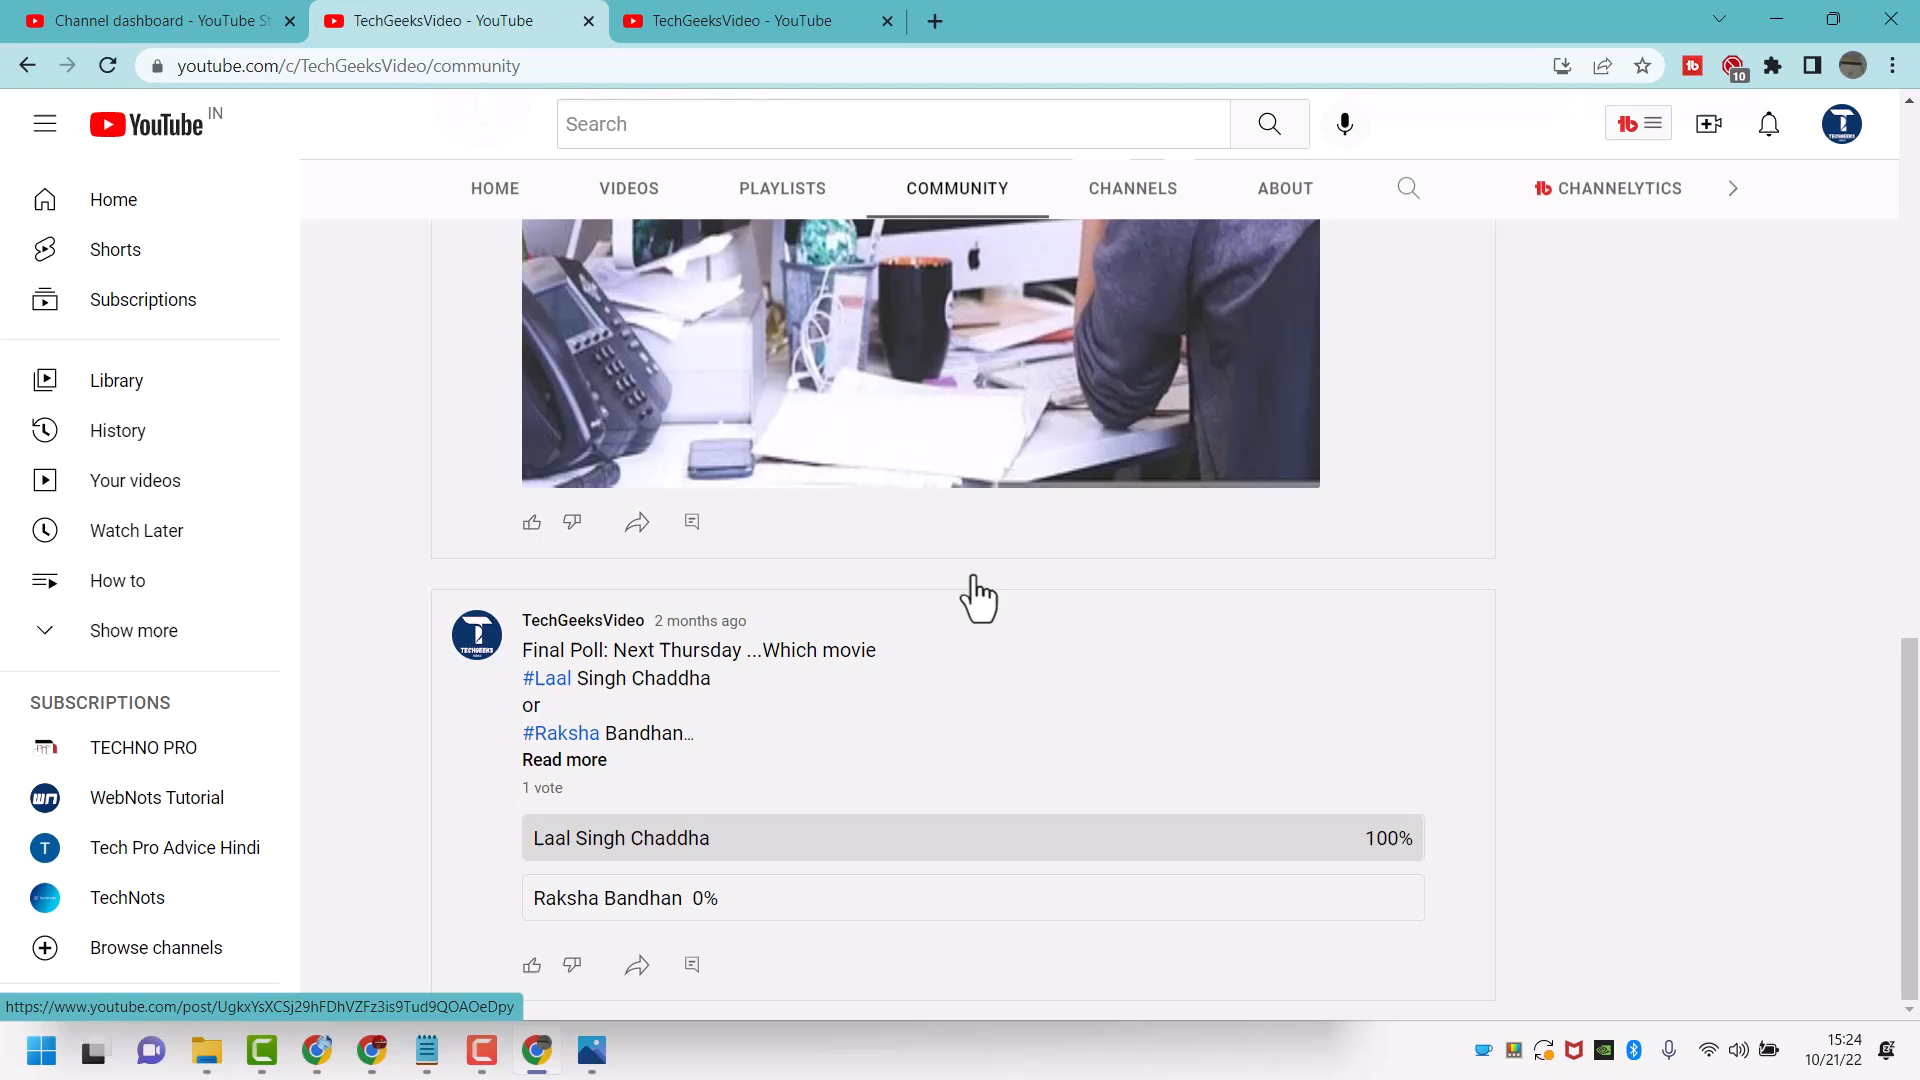 Channel dashboard - YouTube St
TechGeeksVideo - YouTube
TechGeeksVideo - YouTube
youtube.com/c/TechGeeksVideo/community
10
YouTube IN
Search
HOME
VIDEOS
PLAYLISTS
COMMUNITY
CHANNELS
ABOUT
CHANNELYTICS
Home
Shorts
Subscriptions
Library
History
Your videos
Watch Later
How to
Show more
SUBSCRIPTIONS
TECHNO PRO
WebNots Tutorial
Tech Pro Advice Hindi
TechNots
Browse channels
TechGeeksVideo 2 months ago
Final Poll: Next Thursday ...Which movie
#Laal Singh Chaddha
or
#Raksha Bandhan…
Read more
1 vote
Laal Singh Chaddha 100%
Raksha Bandhan 0%
https://www.youtube.com/post/UgkxYsXCSj29hFDhVZFz3is9Tud9QOAOeDpy
15:24
10/21/22